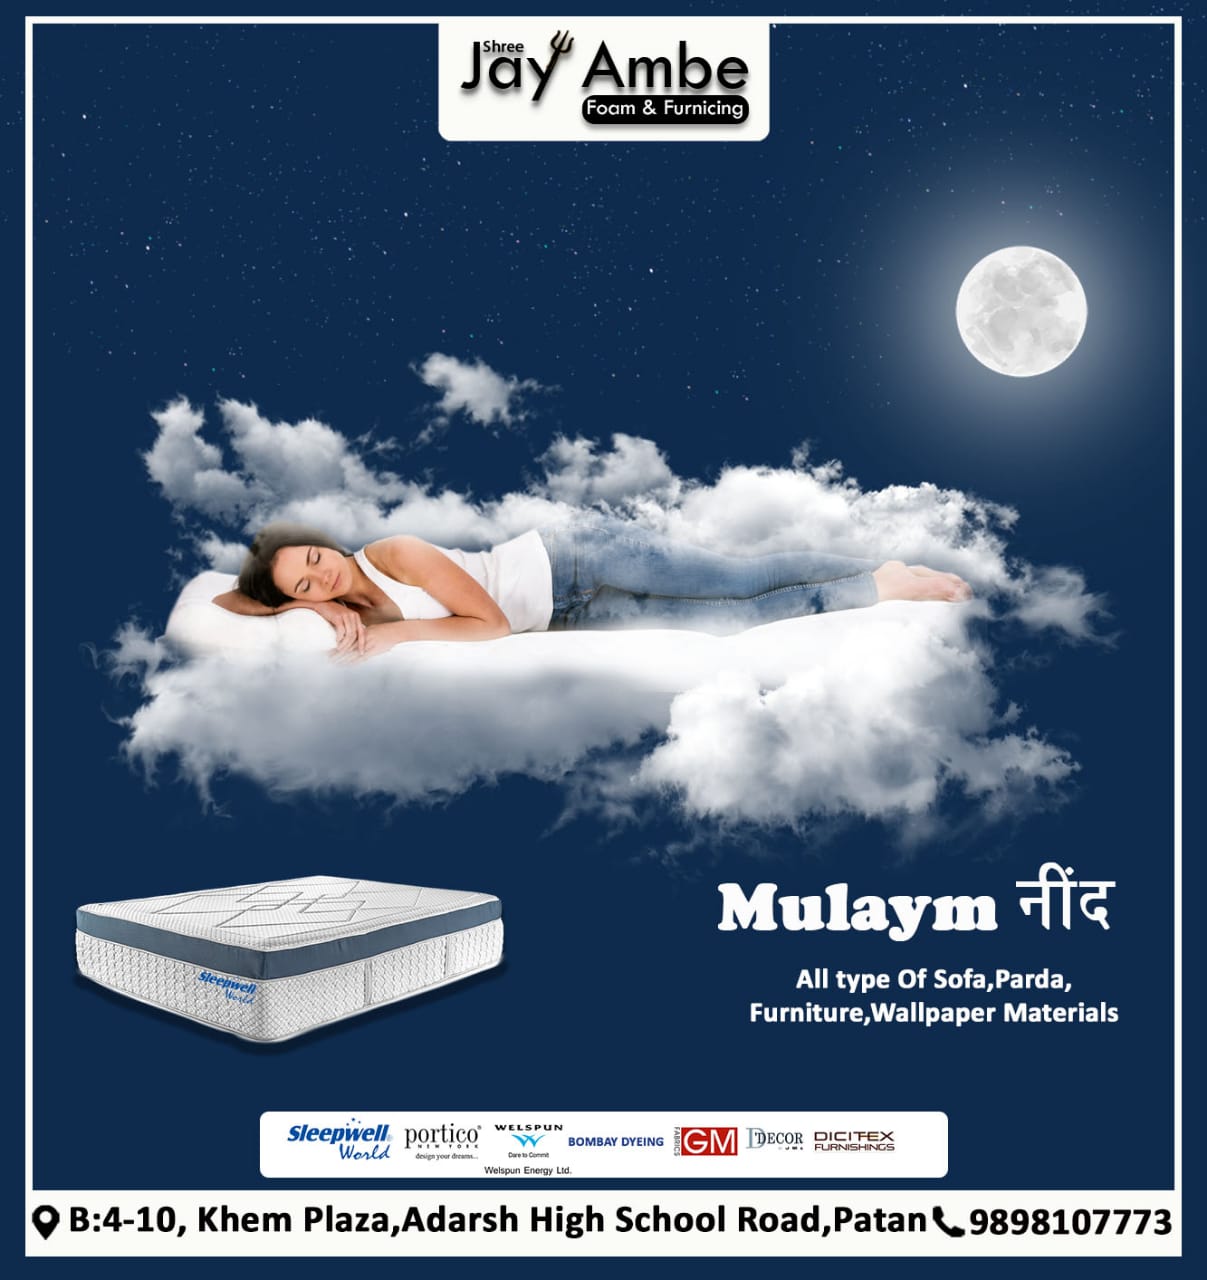 Shree
Jay Ambe
Foam & Furnicing
Mulaym नींद
All type Of Sofa,Parda,
Furniture,Wallpaper Materials
Sleepwell
World
Sleepwell World
portico
NEW YORK
design your dreams...
WELSPUN
Dare to Commit
Welspun Energy Ltd.
BOMBAY DYEING
FABRICS GM
D'DECOR
HOME
DICITEX
FURNISHINGS
B:4-10, Khem Plaza,Adarsh High School Road,Patan 9898107773